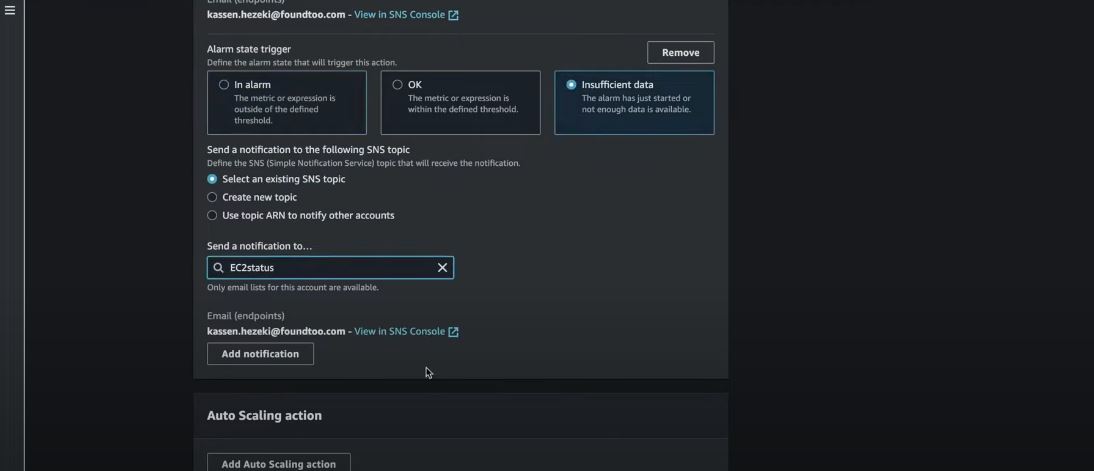 Email (endpoints)
kassen.hezeki@foundtoo.com - View in SNS Console
Alarm state trigger
Remove
Define the alarm state that will trigger this action.
In alarm
The metric or expression is
outside of the defined
threshold.
OK
The metric or expression is
within the defined threshold.
Insufficient data
The alarm has just started or
not enough data is available.
Send a notification to the following SNS topic
Define the SNS (Simple Notification Service) topic that will receive the notification.
Select an existing SNS topic
Create new topic
Use topic ARN to notify other accounts
Send a notification to…
EC2status
Only email lists for this account are available.
Email (endpoints)
kassen.hezeki@foundtoo.com - View in SNS Console
Add notification
Auto Scaling action
Add Auto Scaling action